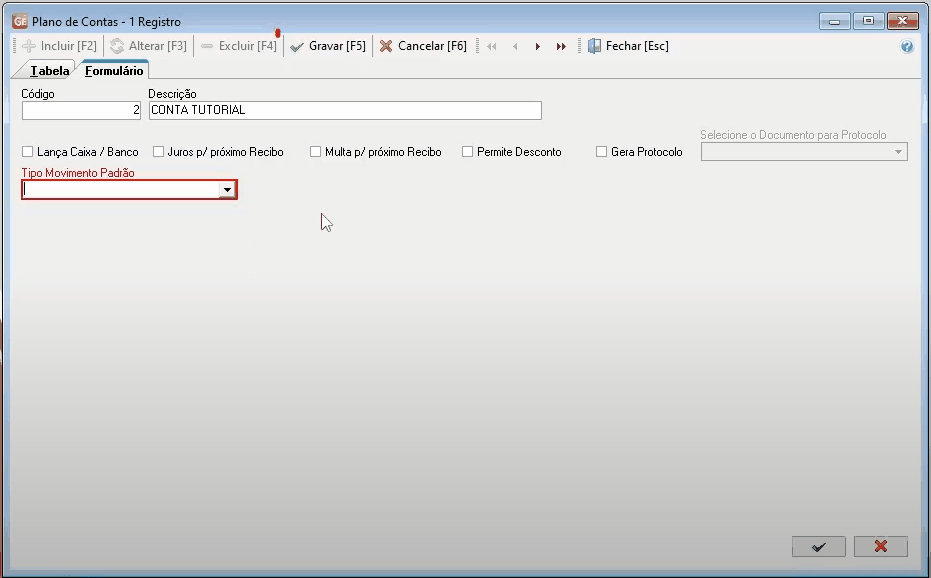 GE Plano de Contas - 1 Registro
Incluir [F2] Alterar [F3] Excluir [F4] Gravar [F5] Cancelar [F6] Fechar [Esc] ?
Tabela Formulário
Código Descrição
2 CONTA TUTORIAL
Selecione o Documento para Protocolo
Lança Caixa / Banco Juros p/ próximo Recibo Multa p/ próximo Recibo Permite Desconto Gera Protocolo
Tipo Movimento Padrão